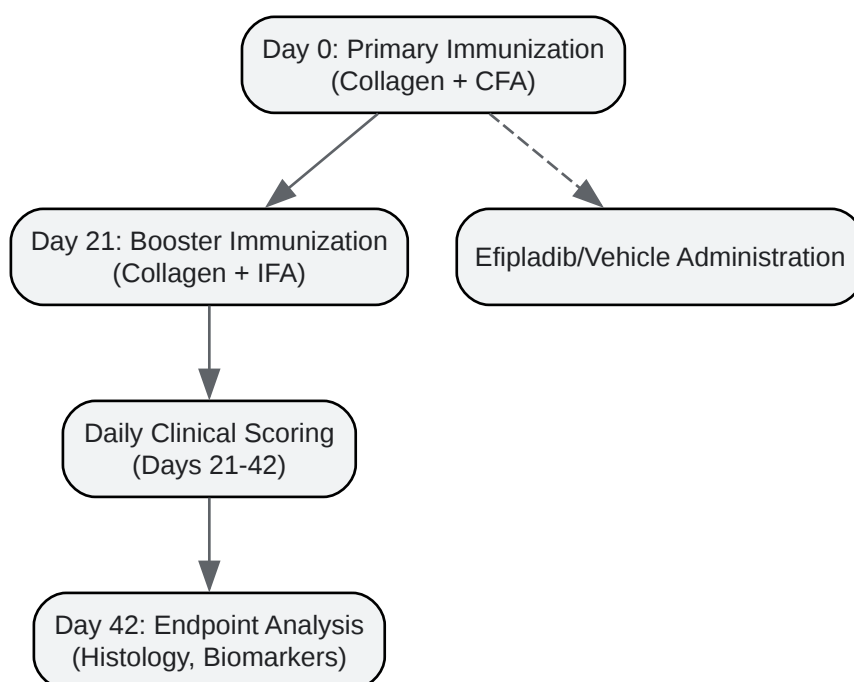 Day 0: Primary Immunization
(Collagen + CFA)
Day 21: Booster Immunization
(Collagen + IFA)
Efipladib/Vehicle Administration
Daily Clinical Scoring
(Days 21-42)
Day 42: Endpoint Analysis
(Histology, Biomarkers)